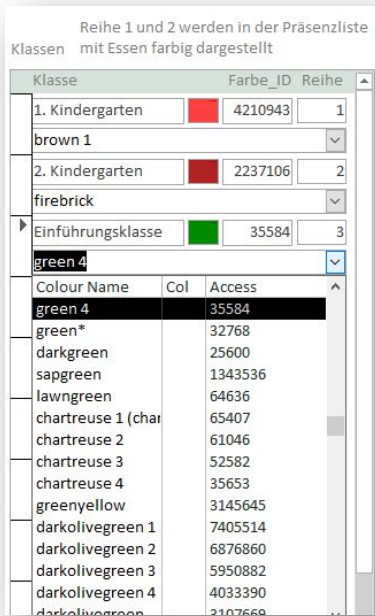 Reihe 1 und 2 werden in der Präsenzliste
Klassen mit Essen farbig dargestellt
Klasse Farbe_ID Reihe
1. Kindergarten 4210943 1
brown 1
2. Kindergarten 2237106 2
firebrick
Einführungsklasse 35584 3
green 4
Colour Name Col Access
green 4 35584
green* 32768
darkgreen 25600
sapgreen 1343536
lawngreen 64636
chartreuse 1 (char 65407
chartreuse 2 61046
chartreuse 3 52582
chartreuse 4 35653
greenyellow 3145645
darkolivegreen 1 7405514
darkolivegreen 2 6876860
darkolivegreen 3 5950882
darkolivegreen 4 4033390
darkolivegreen 3107669